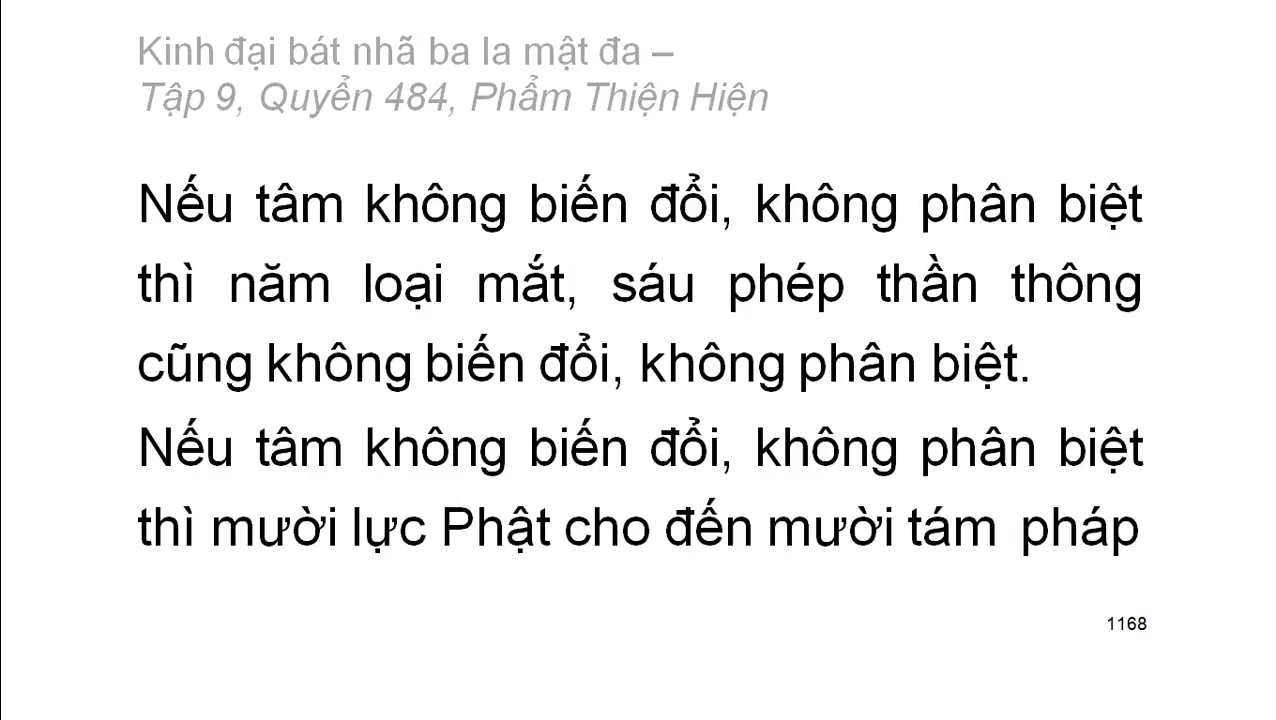 Kinh đại bát nhã ba la mật đa –
Tập 9, Quyển 484, Phẩm Thiện Hiện
Nếu tâm không biến đổi, không phân biệt
thì năm loại mắt, sáu phép thần thông
cũng không biến đổi, không phân biệt.
Nếu tâm không biến đổi, không phân biệt
thì mười lực Phật cho đến mười tám pháp
1168